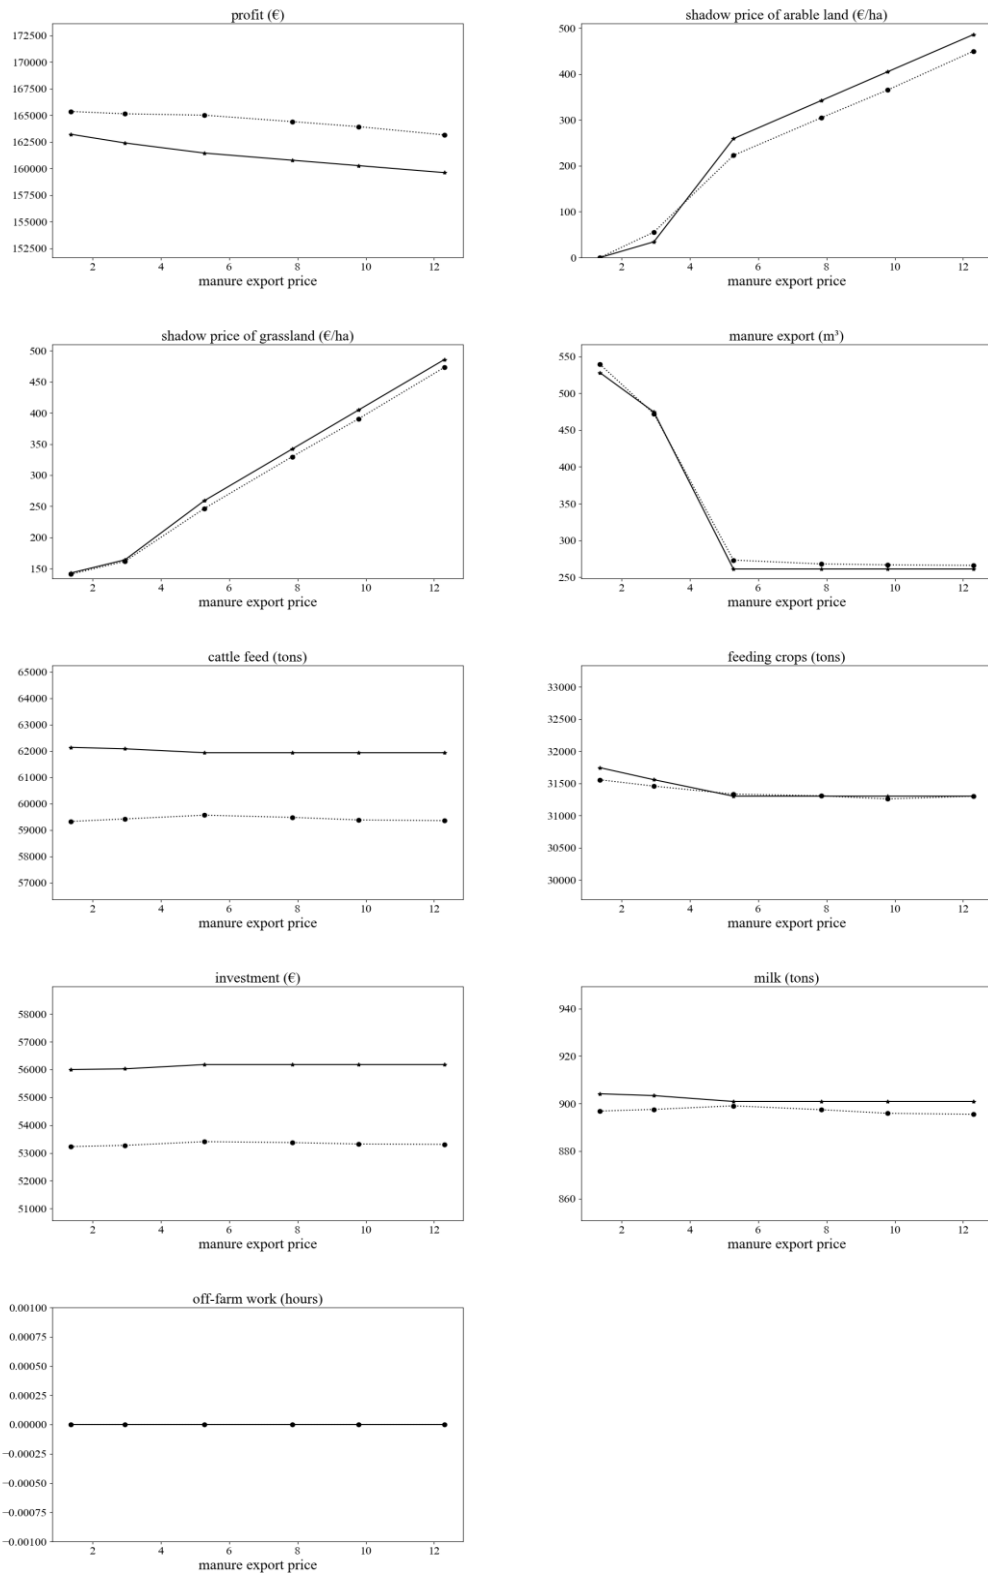 profit (€)
172500
170000
167500
165000
162500
160000
157500
155000
152500
2 4 6 8 10 12
manure export price
shadow price of arable land (€/ha)
500
400
300
200
100
0
2 4 6 8 10 12
manure export price
shadow price of grassland (€/ha)
500
450
400
350
300
250
200
150
2 4 6 8 10 12
manure export price
manure export (m³)
550
500
450
400
350
300
250
2 4 6 8 10 12
manure export price
cattle feed (tons)
65000
64000
63000
62000
61000
60000
59000
58000
57000
2 4 6 8 10 12
manure export price
feeding crops (tons)
33000
32500
32000
31500
31000
30500
30000
2 4 6 8 10 12
manure export price
investment (€)
58000
57000
56000
55000
54000
53000
52000
51000
2 4 6 8 10 12
manure export price
milk (tons)
940
920
900
880
860
2 4 6 8 10 12
manure export price
off-farm work (hours)
0.00100
0.00075
0.00050
0.00025
0.00000
−0.00025
−0.00050
−0.00075
−0.00100
2 4 6 8 10 12
manure export price